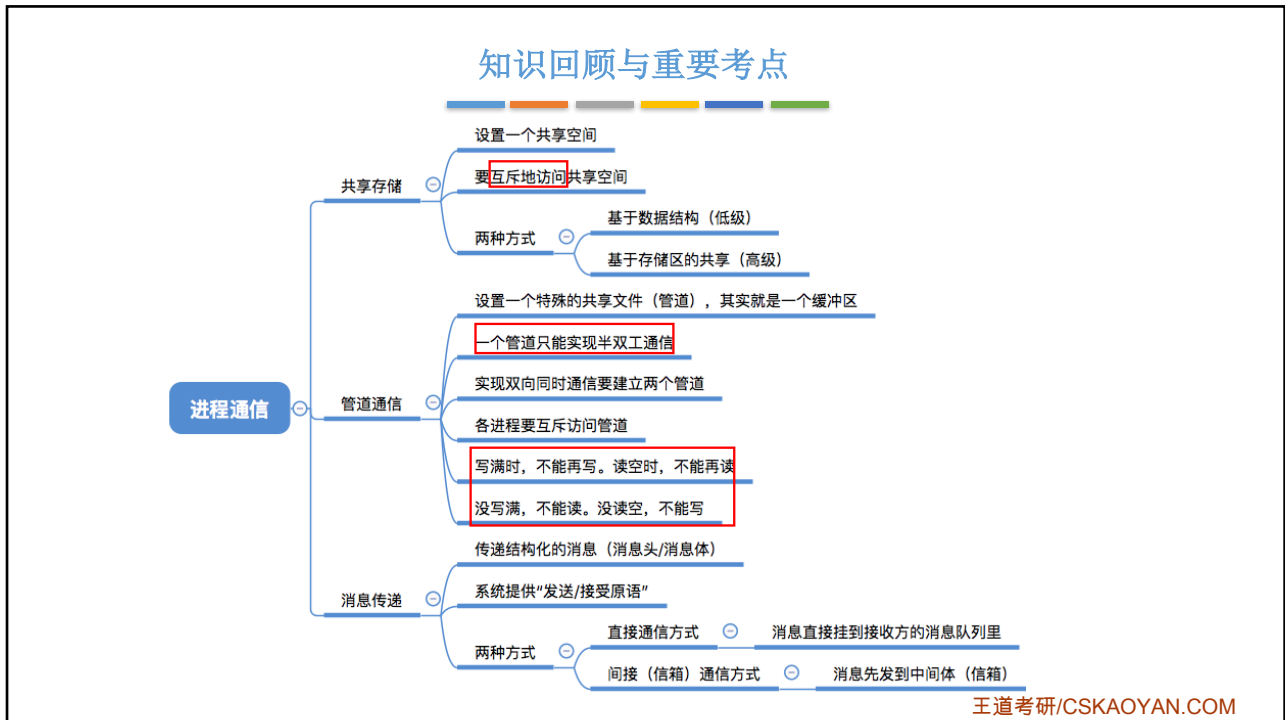 知识回顾与重要考点
进程通信
共享存储
设置一个共享空间
要互斥地访问共享空间
两种方式
基于数据结构（低级）
基于存储区的共享（高级）
管道通信
设置一个特殊的共享文件（管道），其实就是一个缓冲区
一个管道只能实现半双工通信
实现双向同时通信要建立两个管道
各进程要互斥访问管道
写满时，不能再写。读空时，不能再读
没写满，不能读。没读空，不能写
消息传递
传递结构化的消息（消息头/消息体）
系统提供“发送/接受原语”
两种方式
直接通信方式
消息直接挂到接收方的消息队列里
间接（信箱）通信方式
消息先发到中间体（信箱）
王道考研/CSKAOYAN.COM